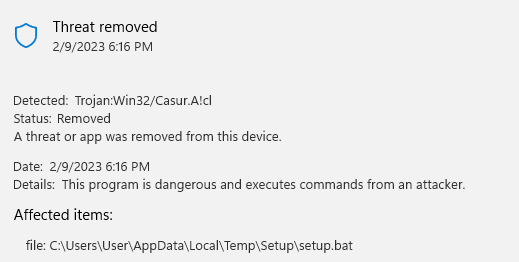 Threat removed
2/9/2023 6:16 PM
Detected: Trojan:Win32/Casur.A!cl
Status: Removed
A threat or app was removed from this device.
Date: 2/9/2023 6:16 PM
Details: This program is dangerous and executes commands from an attacker.
Affected items:
file: C:\Users\User\AppData\Local\Temp\Setup\setup.bat